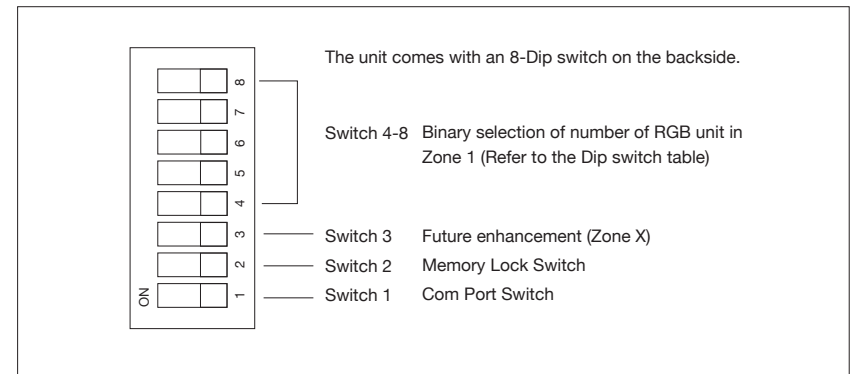 The unit comes with an 8-Dip switch on the backside.
8
7
Switch 4-8 Binary selection of number of RGB unit in
6
Zone 1 (Refer to the Dip switch table)
5
4
3 Switch 3 Future enhancement (Zone X)
2 Switch 2 Memory Lock Switch
ON 1 Switch 1 Com Port Switch